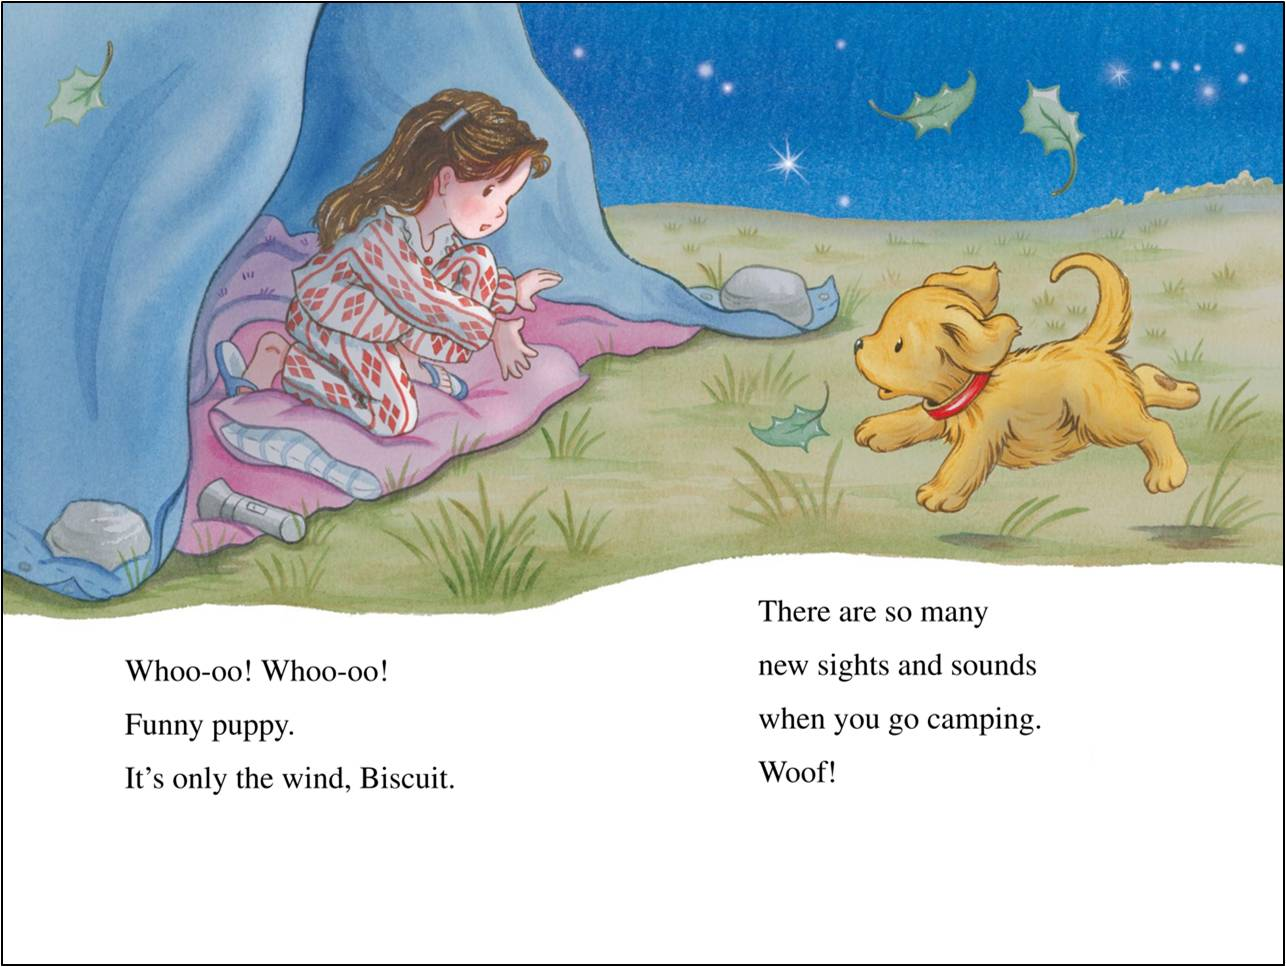 Whoo-oo! Whoo-oo!
Funny puppy.
It’s only the wind, Biscuit.
There are so many
new sights and sounds
when you go camping.
Woof!